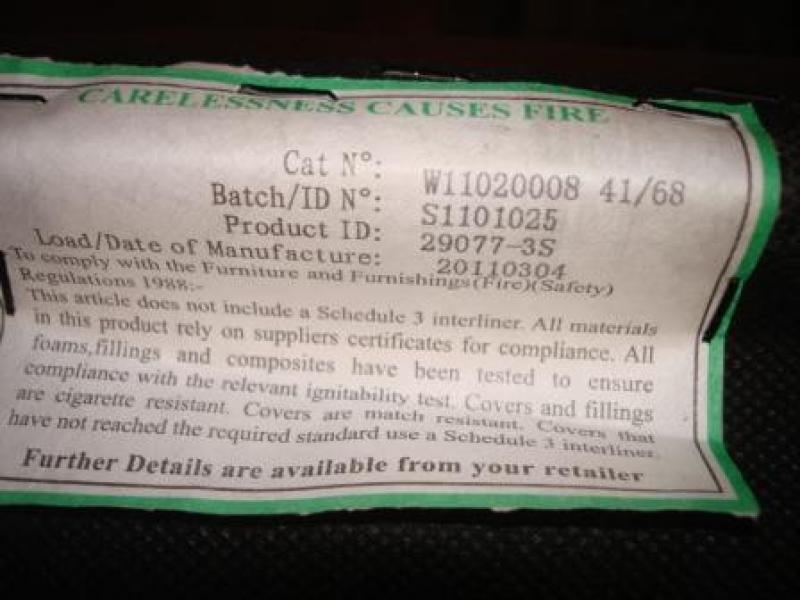 CARELESSNESS CAUSES FIRE
Cat Nº: W11020008 41/68
Batch/ID Nº: S1101025
Product ID: 29077-3S
Load/Date of Manufacture: 20110304
To comply with the Furniture and Furnishings(Fire)(Safety)
Regulations 1988:-
This article does not include a Schedule 3 interliner. All materials
in this product rely on suppliers certificates for compliance. All
foams,fillings and composites have been tested to ensure
compliance with the relevant ignitability test. Covers and fillings
are cigarette resistant. Covers are match resistant. Covers that
have not reached the required standard use a Schedule 3 interliner.
Further Details are available from your retailer